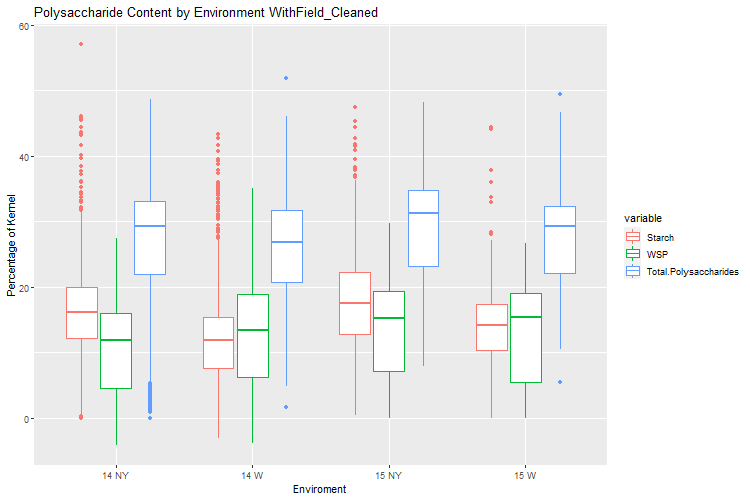 Polysaccharide Content by Environment WithField_Cleaned
60
40
20
0
Percentage of Kernel
14 NY
14 W
15 NY
15 W
Enviroment
variable
Starch
WSP
Total.Polysaccharides